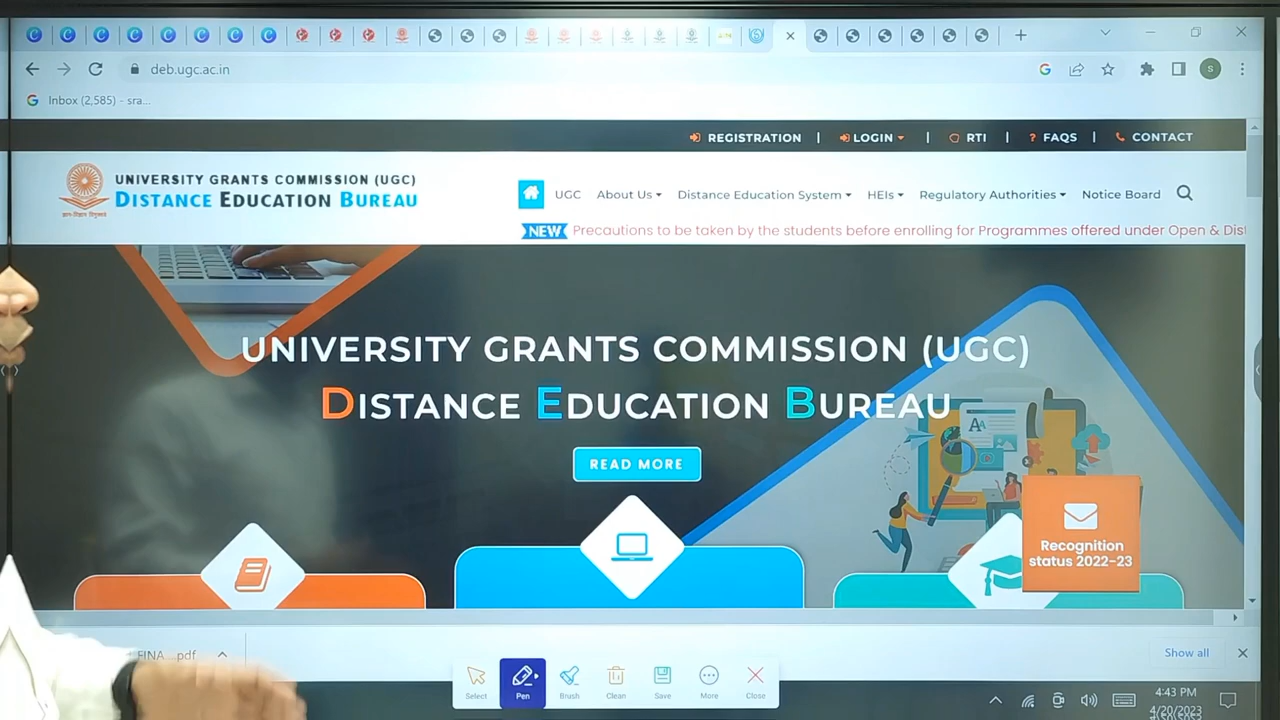 deb.ugc.ac.in
S
Inbox (2,585) - sra...
REGISTRATION | LOGIN | RTI | ? FAQS | CONTACT
UNIVERSITY GRANTS COMMISSION (UGC)
DISTANCE EDUCATION BUREAU
UGC About Us Distance Education System HEIs Regulatory Authorities Notice Board
NEW Precautions to be taken by the students before enrolling for Programmes offered under Open & Dist
UNIVERSITY GRANTS COMMISSION (UGC)
DISTANCE EDUCATION BUREAU
READ MORE
Recognition
status 2022-23
FINA....pdf
Show all
Select Pen Brush Clean Save More Close
4:43 PM
4/20/2023